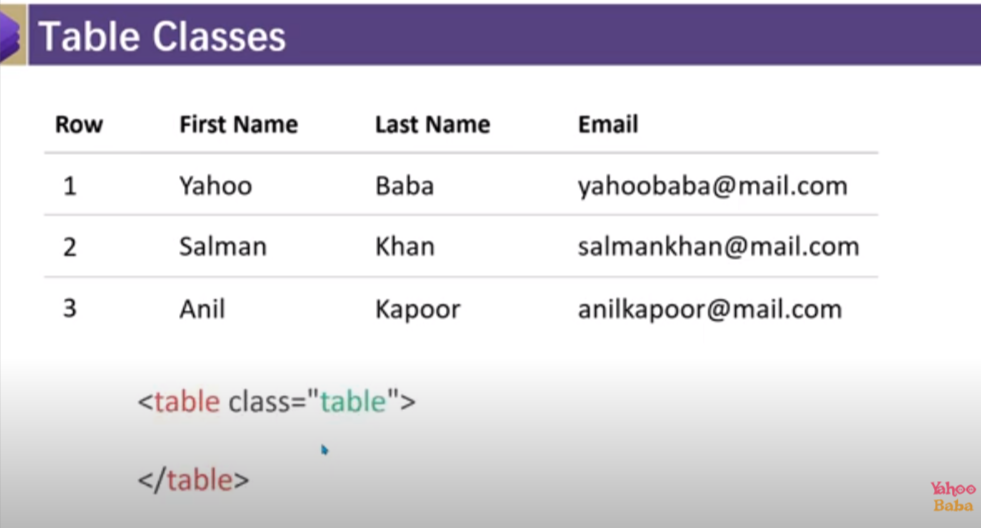 Table Classes
Row First Name Last Name Email
1 Yahoo Baba yahoobaba@mail.com
2 Salman Khan salmankhan@mail.com
3 Anil Kapoor anilkapoor@mail.com
<table class="table">
</table>
Yahoo
Baba